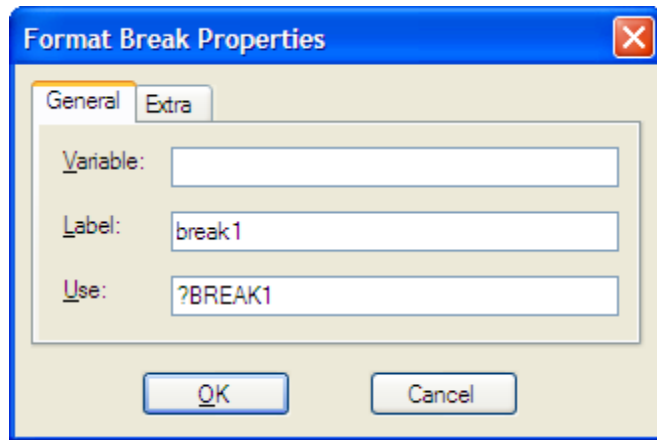 Format Break Properties
General Extra
Variable:
Label: break1
Use: ?BREAK1
OK Cancel